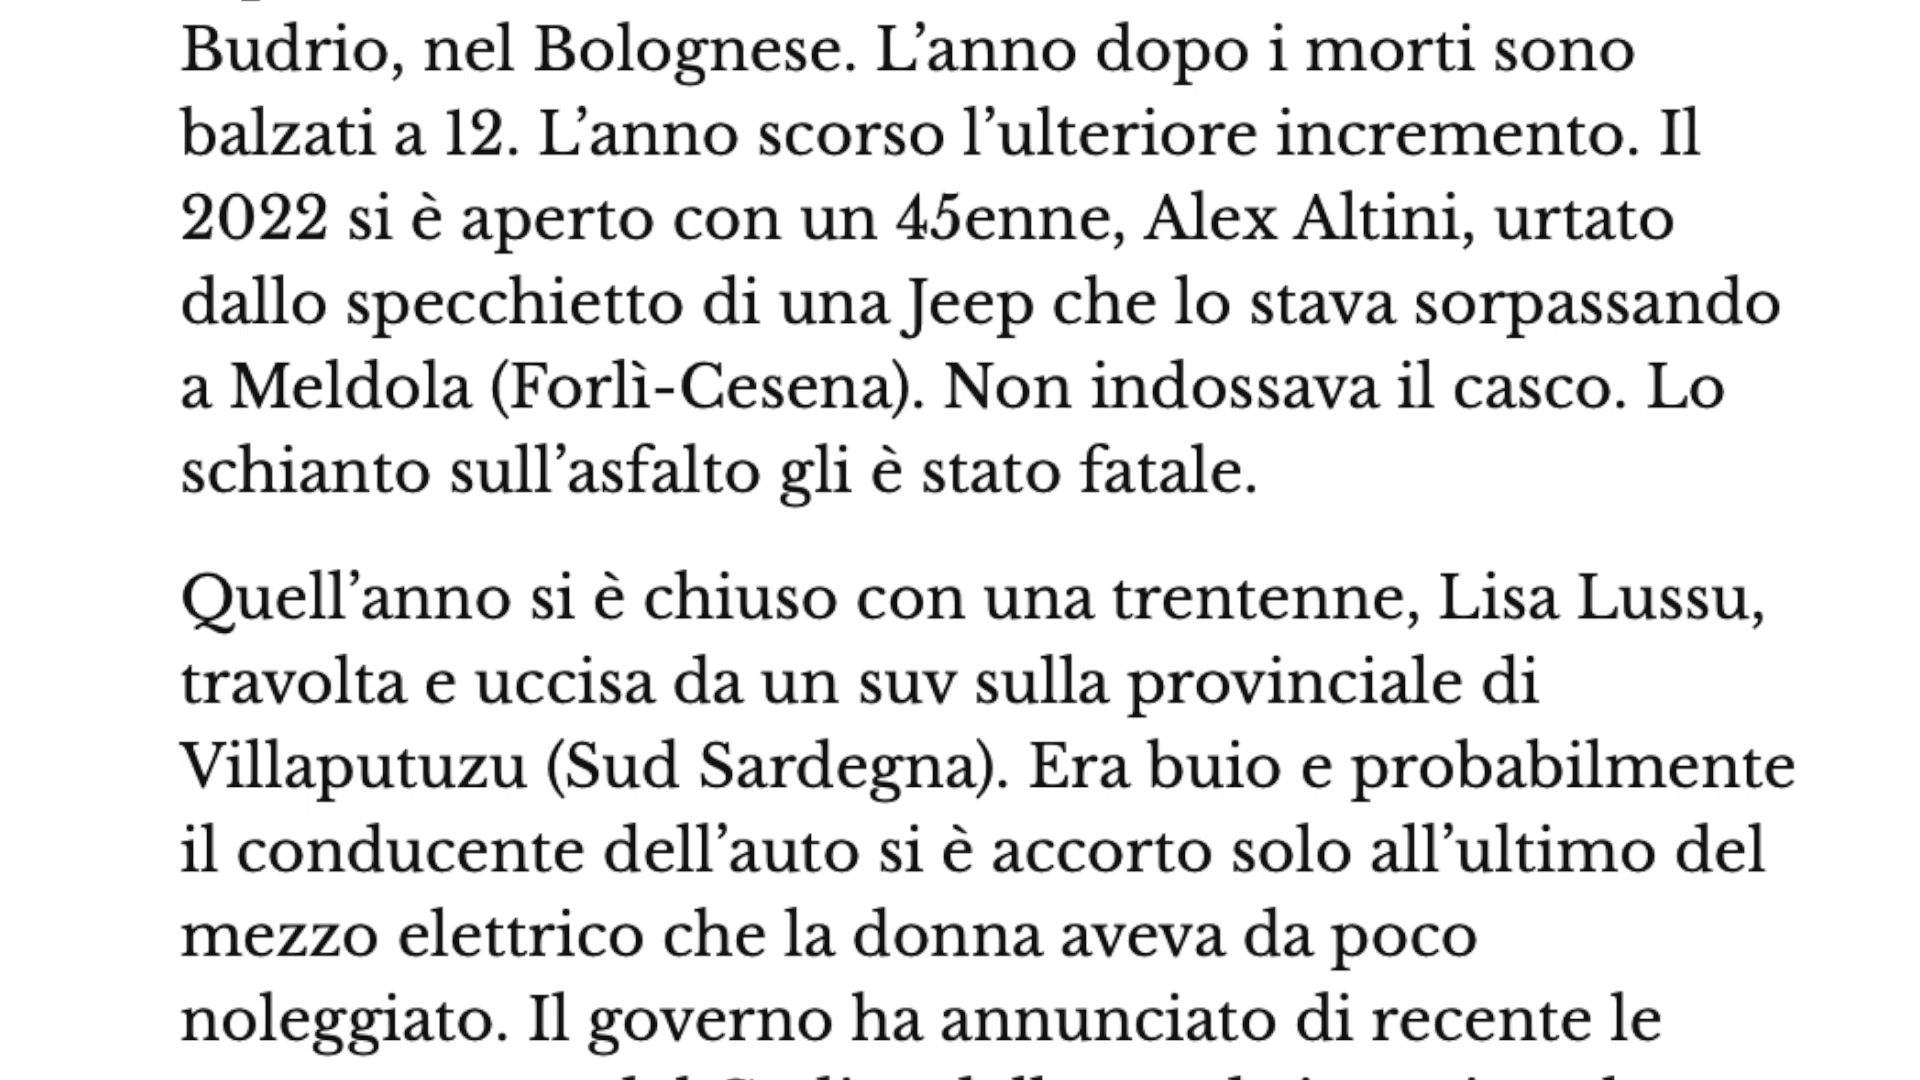 Budrio, nel Bolognese. L’anno dopo i morti sono
balzati a 12. L’anno scorso l’ulteriore incremento. Il
2022 si è aperto con un 45enne, Alex Altini, urtato
dallo specchietto di una Jeep che lo stava sorpassando
a Meldola (Forlì-Cesena). Non indossava il casco. Lo
schianto sull’asfalto gli è stato fatale.
Quell’anno si è chiuso con una trentenne, Lisa Lussu,
travolta e uccisa da un suv sulla provinciale di
Villaputuzu (Sud Sardegna). Era buio e probabilmente
il conducente dell’auto si è accorto solo all’ultimo del
mezzo elettrico che la donna aveva da poco
noleggiato. Il governo ha annunciato di recente le